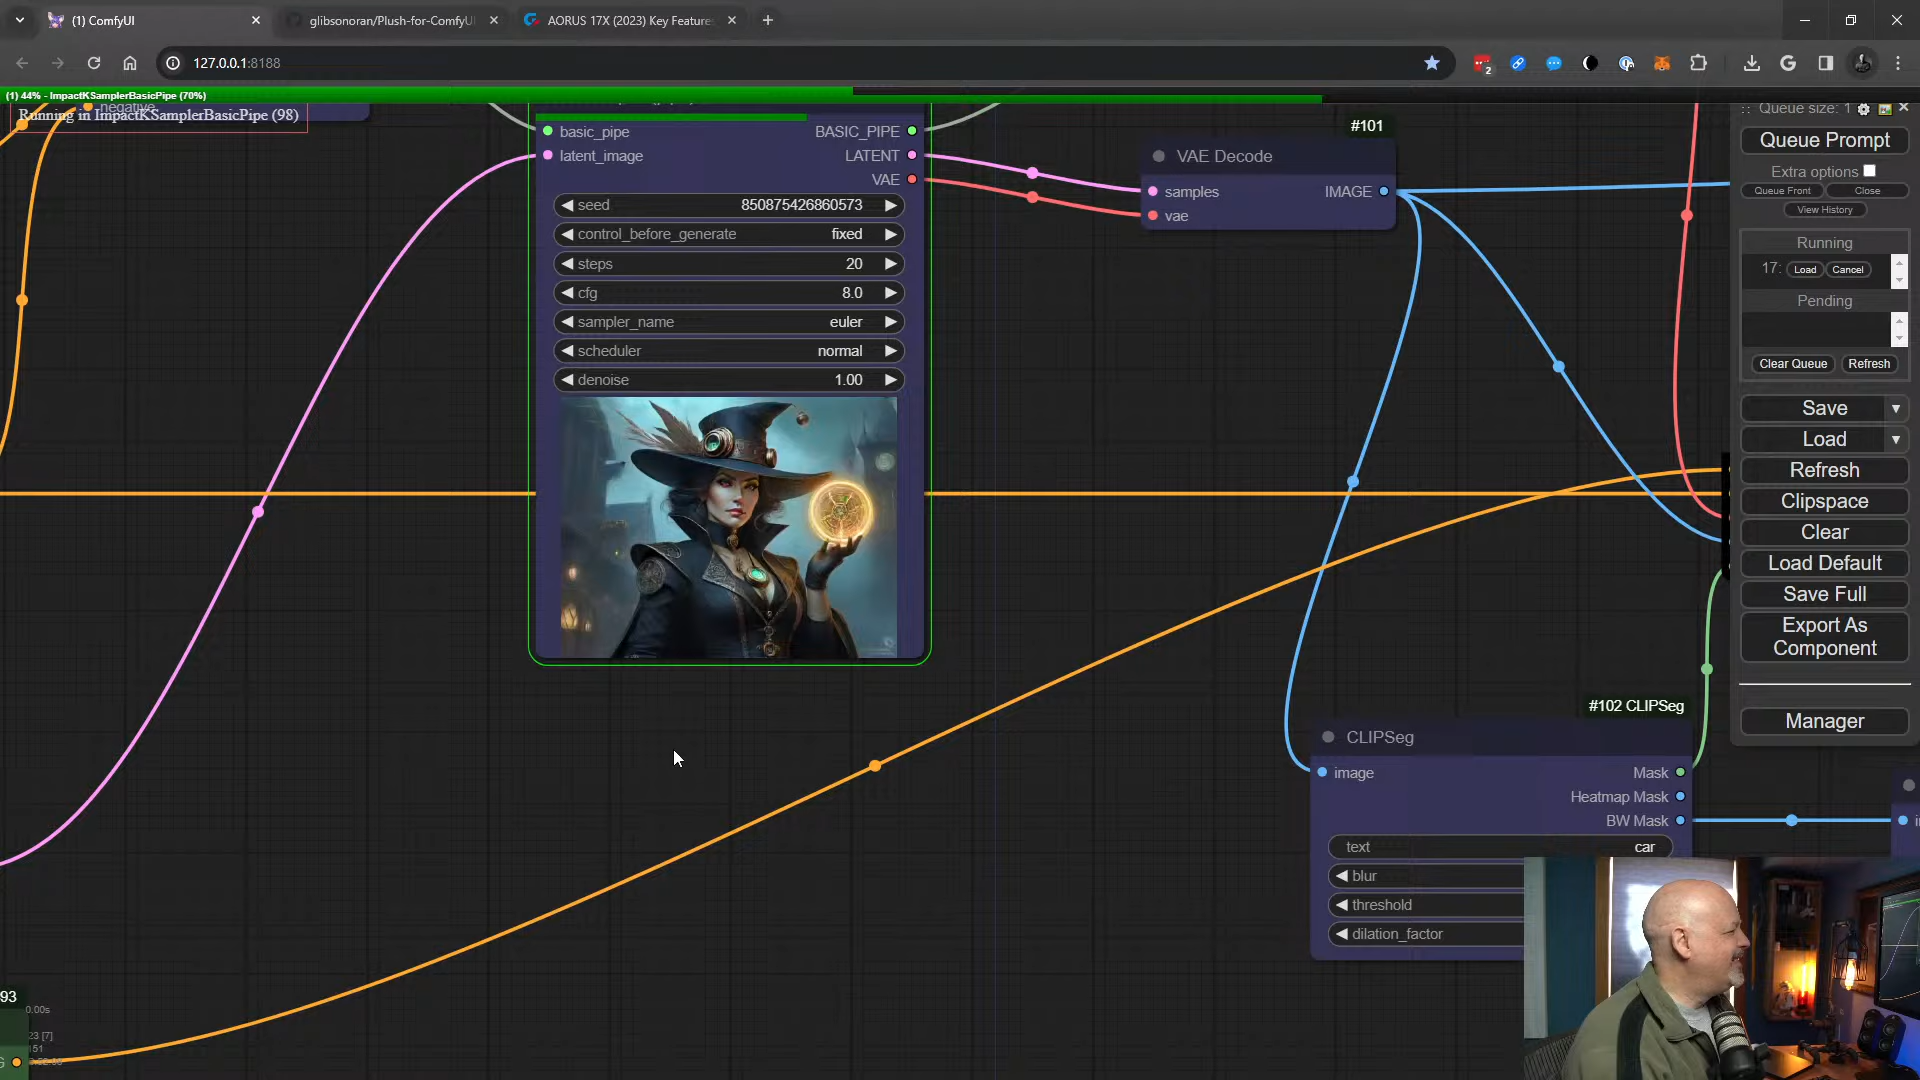 (1) ComfyUI
glibsonoran/Plush-for-ComfyUI
AORUS 17X (2023) Key Feature
127.0.0.1:8188
2
(1) 44% - ImpactKSamplerBasicPipe (70%)
negative
Running in ImpactKSamplerBasicPipe (98)
basic_pipe
BASIC_PIPE
latent_image
LATENT
VAE
seed
850875426860573
control_before_generate
fixed
steps
20
cfg
8.0
sampler_name
euler
scheduler
normal
denoise
1.00
#101
VAE Decode
samples
IMAGE
vae
#102 CLIPSeg
CLIPSeg
image
Mask
Heatmap Mask
BW Mask
text
car
blur
threshold
dilation_factor
Queue size: 1
Queue Prompt
Extra options
Queue Front
Close
View History
Running
17:
Load
Cancel
Pending
Clear Queue
Refresh
Save
Load
Refresh
Clipspace
Clear
Load Default
Save Full
Export As
Component
Manager
93
0.00s
23 [7]
151